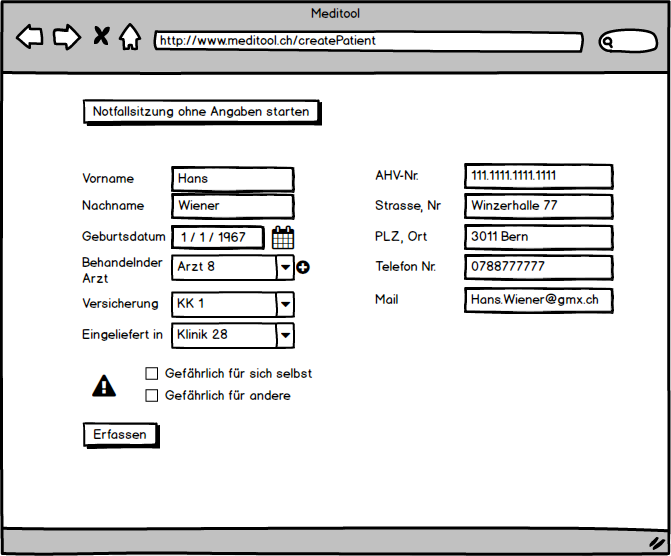 Meditool
http://www.meditool.ch/createPatient
Notfallsitzung ohne Angaben starten
Vorname Hans
Nachname Wiener
Geburtsdatum 1 / 1 / 1967
Behandelnder
Arzt
Arzt 8
Versicherung KK 1
Eingeliefert in Klinik 28
AHV-Nr. 111.1111.1111.1111
Strasse, Nr Winzerhalle 77
PLZ, Ort 3011 Bern
Telefon Nr. 0788777777
Mail Hans.Wiener@gmx.ch
Gefährlich für sich selbst
Gefährlich für andere
Erfassen